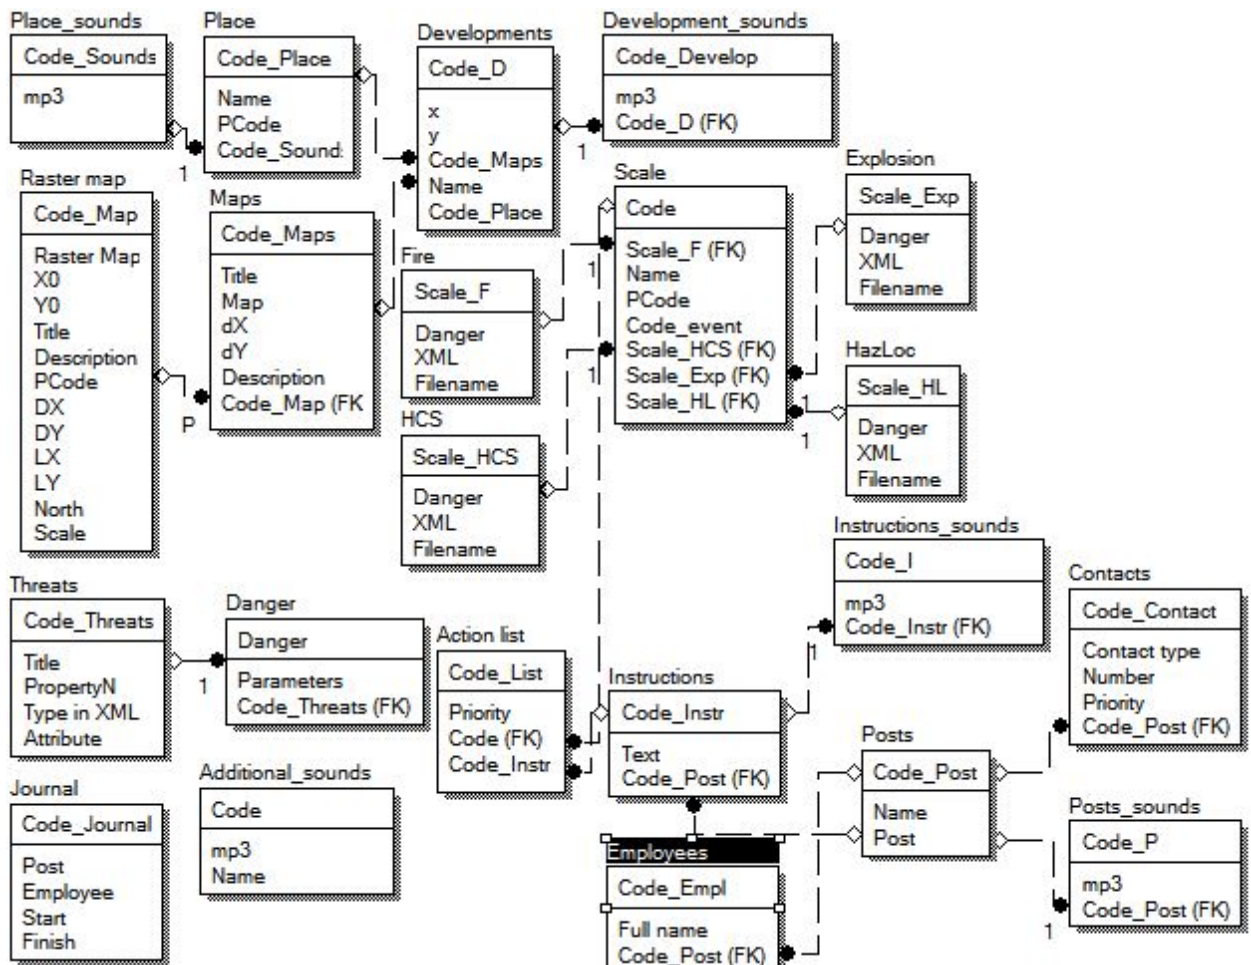 Place_sounds
Code_Sounds
mp3
Place
Code_Place
Name
PCode
Code_Sound
1
Developments
Code_D
x
y
Code_Maps
Name
Code_Place
Development_sounds
Code_Develop
mp3
Code_D (FK)
1
Raster map
Code_Map
Raster Map
X0
Y0
Title
Description
PCode
DX
DY
LX
LY
North
Scale
Maps
Code_Maps
Title
Map
dX
dY
Description
Code_Map (FK
P
Fire
Scale_F
Danger
XML
Filename
HCS
Scale_HCS
Danger
XML
Filename
Scale
Code
Scale_F (FK)
Name
PCode
Code_event
Scale_HCS (FK)
Scale_Exp (FK)
Scale_HL (FK)
1
1
1
1
Explosion
Scale_Exp
Danger
XML
Filename
HazLoc
Scale_HL
Danger
XML
Filename
Threats
Code_Threats
Title
PropertyN
Type in XML
Attribute
Danger
Danger
Parameters
Code_Threats (FK)
1
Action list
Code_List
Priority
Code (FK)
Code_Instr
Instructions
Code_Instr
Text
Code_Post (FK)
Instructions_sounds
Code_I
mp3
Code_Instr (FK)
1
Contacts
Code_Contact
Contact type
Number
Priority
Code_Post (FK)
Posts
Code_Post
Name
Post
Posts_sounds
Code_P
mp3
Code_Post (FK)
1
Journal
Code_Journal
Post
Employee
Start
Finish
Additional_sounds
Code
mp3
Name
Employees
Code_Empl
Full name
Code_Post (FK)